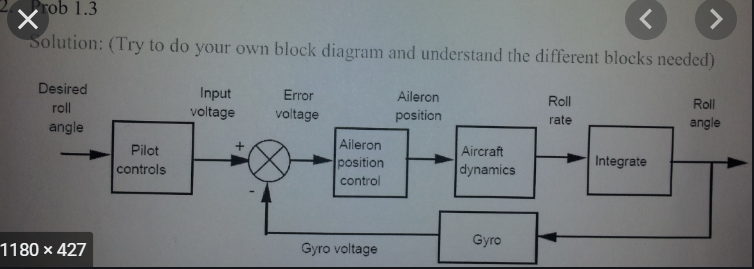 2. Prob 1.3
Solution: (Try to do your own block diagram and understand the different blocks needed)
Desired
roll
angle
Input
voltage
Error
voltage
Aileron
position
Roll
rate
Roll
angle
Pilot
controls
+
-
Aileron
position
control
Aircraft
dynamics
Integrate
Gyro
Gyro voltage
1180 × 427